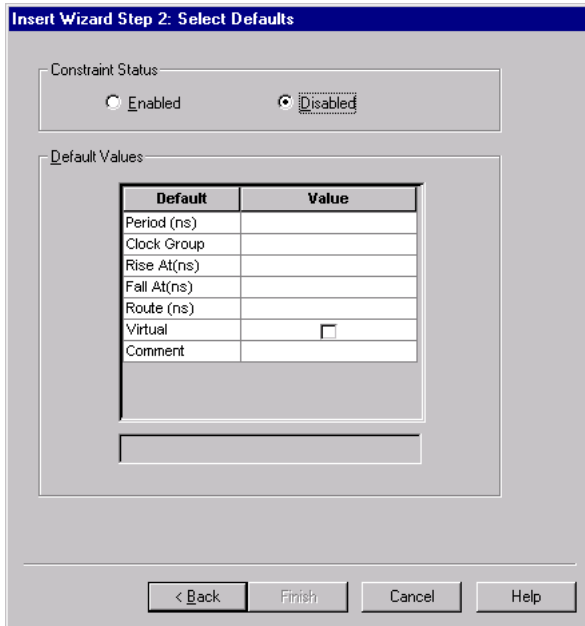 Insert Wizard Step 2: Select Defaults
Constraint Status
Enabled Disabled
Default Values
Default Value
Period (ns)
Clock Group
Rise At(ns)
Fall At(ns)
Route (ns)
Virtual
Comment
< Back Finish Cancel Help